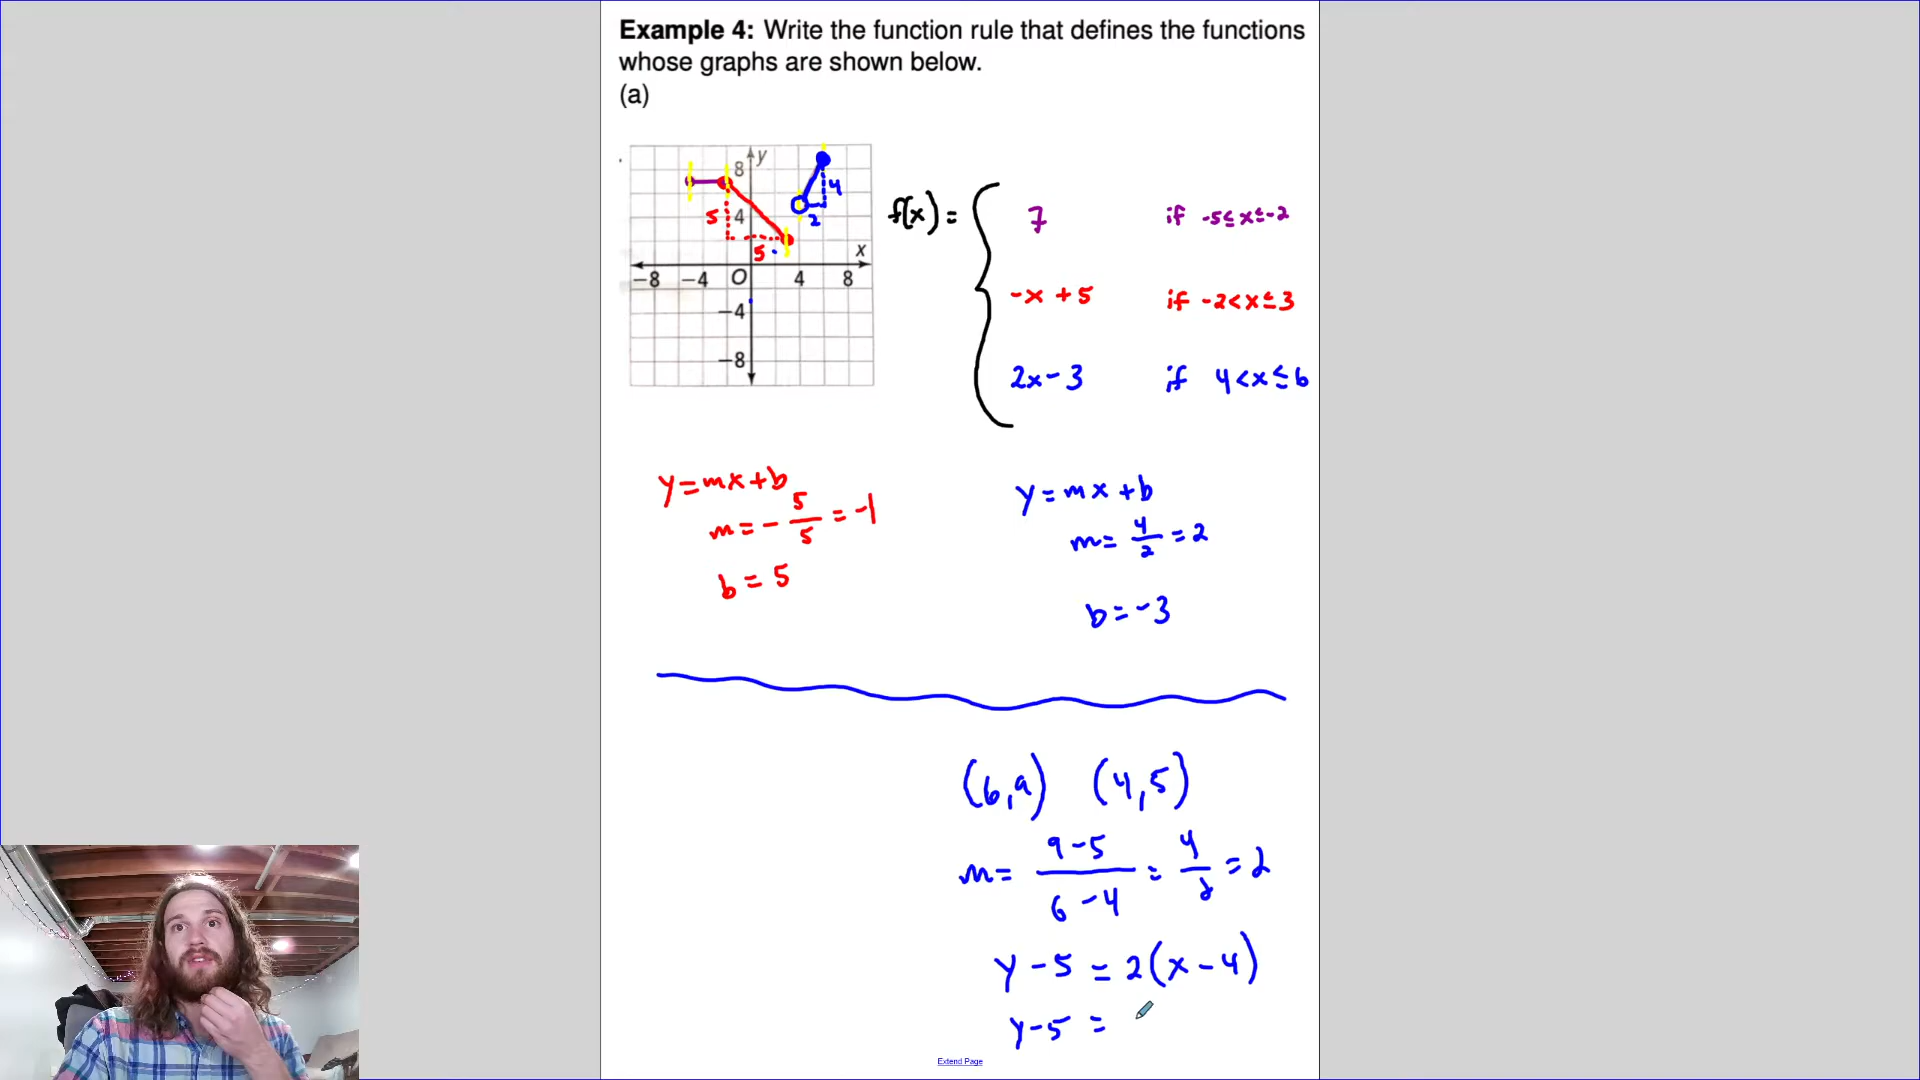 Example 4: Write the function rule that defines the functions
whose graphs are shown below.
(a)
y
8
4
5
4
2
5
x
-8 -4 O 4 8
-4
-8
f(x) =
7 if -5≤x≤-2
-x +5 if -2<x≤3
2x-3 if 4<x≤6
y=mx+b
m= - 5/5 = -1
b = 5
y=mx+b
m= 4/2 = 2
b = -3
(6,9) (4,5)
m= 9-5/6-4 = 4/2 = 2
y-5 = 2(x-4)
y-5 =
Extend Page